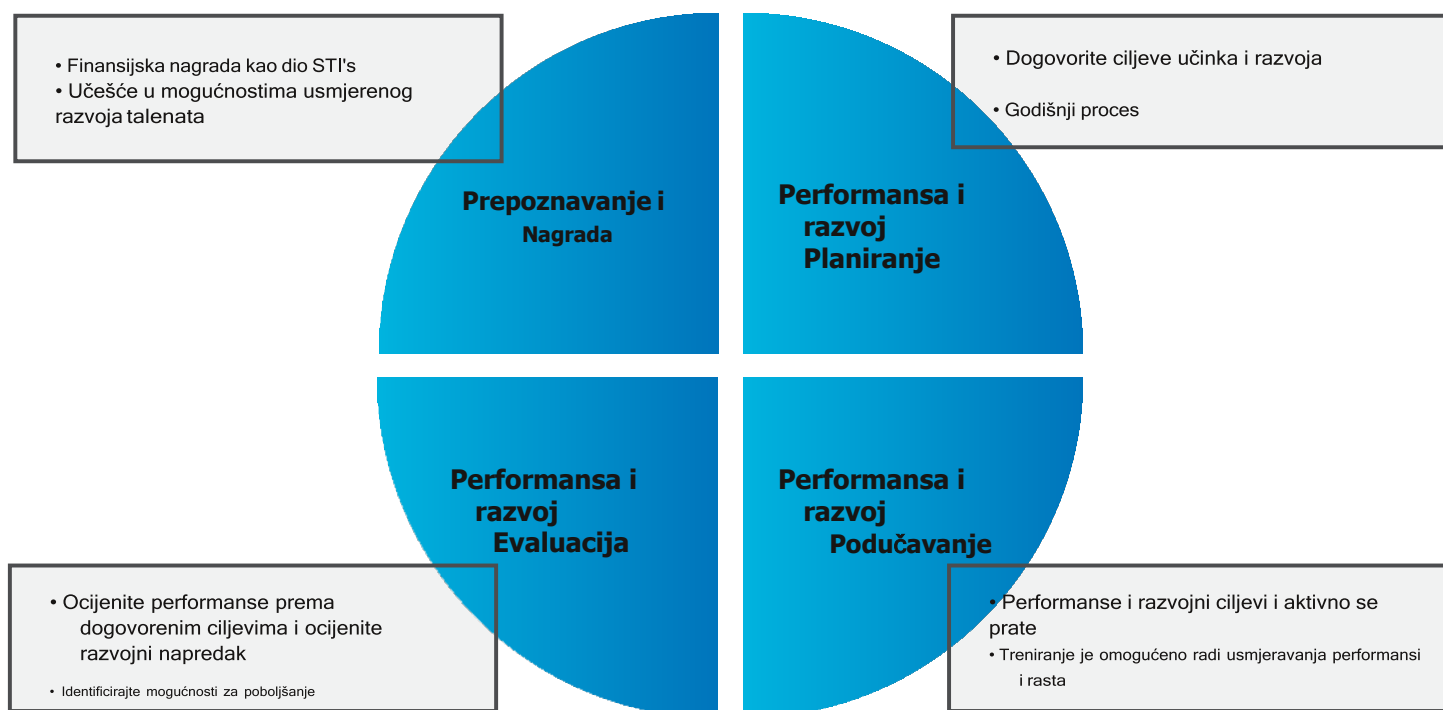 • Finansijska nagrada kao dio STI's
• Učešće u mogućnostima usmjerenog
razvoja talenata
• Dogovorite ciljeve učinka i razvoja
• Godišnji proces
Prepoznavanje i
Nagrada
Performansa i
razvoj
Planiranje
Performansa i
razvoj
Evaluacija
Performansa i
razvoj
Podučavanje
• Ocijenite performanse prema
dogovorenim ciljevima i ocijenite
razvojni napredak
• Identificirajte mogućnosti za poboljšanje
• Performanse i razvojni ciljevi i aktivno se
prate
• Treniranje je omogućeno radi usmjeravanja performansi
i rasta